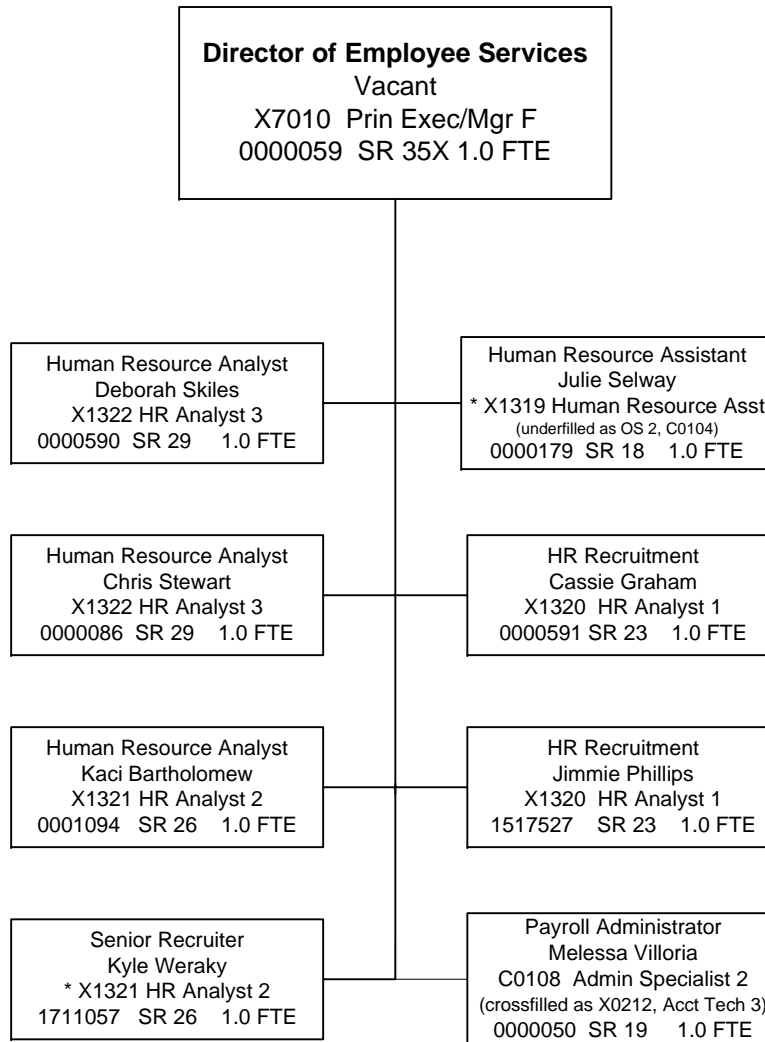 Director of Employee Services
Vacant
X7010 Prin Exec/Mgr F
0000059 SR 35X 1.0 FTE
Human Resource Analyst
Deborah Skiles
X1322 HR Analyst 3
0000590 SR 29 1.0 FTE
Human Resource Assistant
Julie Selway
* X1319 Human Resource Asst
(underfilled as OS 2, C0104)
0000179 SR 18 1.0 FTE
Human Resource Analyst
Chris Stewart
X1322 HR Analyst 3
0000086 SR 29 1.0 FTE
HR Recruitment
Cassie Graham
X1320 HR Analyst 1
0000591 SR 23 1.0 FTE
Human Resource Analyst
Kaci Bartholomew
X1321 HR Analyst 2
0001094 SR 26 1.0 FTE
HR Recruitment
Jimmie Phillips
X1320 HR Analyst 1
1517527 SR 23 1.0 FTE
Senior Recruiter
Kyle Weraky
* X1321 HR Analyst 2
1711057 SR 26 1.0 FTE
Payroll Administrator
Melessa Villoria
C0108 Admin Specialist 2
(crossfilled as X0212, Acct Tech 3)
0000050 SR 19 1.0 FTE